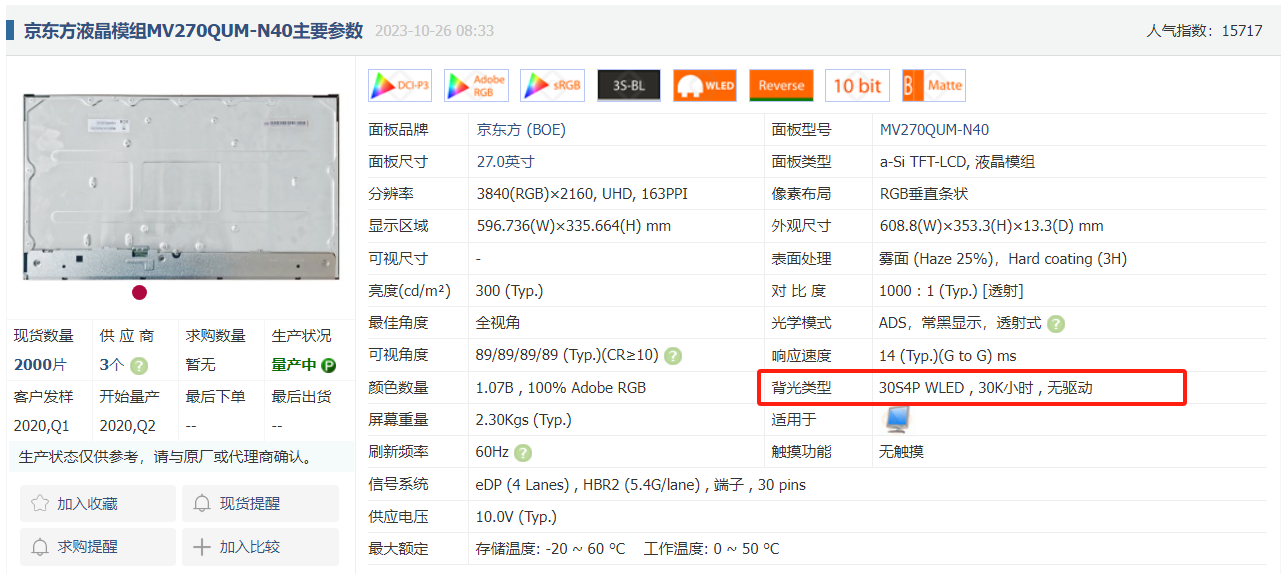 京东方液晶模组MV270QUM-N40主要参数 2023-10-26 08:33 人气指数：15717
DCI-P3 Adobe RGB sRGB 3S-BL WLED Reverse 10 bit Matte
面板品牌 京东方 (BOE) 面板型号 MV270QUM-N40
面板尺寸 27.0英寸 面板类型 a-Si TFT-LCD, 液晶模组
分辨率 3840(RGB)×2160, UHD, 163PPI 像素布局 RGB垂直条状
显示区域 596.736(W)×335.664(H) mm 外观尺寸 608.8(W)×353.3(H)×13.3(D) mm
可视尺寸 - 表面处理 雾面 (Haze 25%)，Hard coating (3H)
亮度(cd/m²) 300 (Typ.) 对 比 度 1000 : 1 (Typ.) [透射]
最佳角度 全视角 光学模式 ADS，常黑显示，透射式 ?
可视角度 89/89/89/89 (Typ.)(CR≥10) ? 响应速度 14 (Typ.)(G to G) ms
颜色数量 1.07B , 100% Adobe RGB 背光类型 30S4P WLED , 30K小时 , 无驱动
屏幕重量 2.30Kgs (Typ.) 适用于
刷新频率 60Hz ? 触摸功能 无触摸
信号系统 eDP (4 Lanes) , HBR2 (5.4G/lane) , 端子 , 30 pins
供应电压 10.0V (Typ.)
最大额定 存储温度: -20 ~ 60 °C 工作温度: 0 ~ 50 °C
现货数量 供 应 商 求购数量 生产状况
2000片 3个 ? 暂无 量产中 P
客户发样 开始量产 最后下单 最后出货
2020,Q1 2020,Q2 -- --
生产状态仅供参考，请与原厂或代理商确认。
加入收藏 现货提醒
求购提醒 加入比较